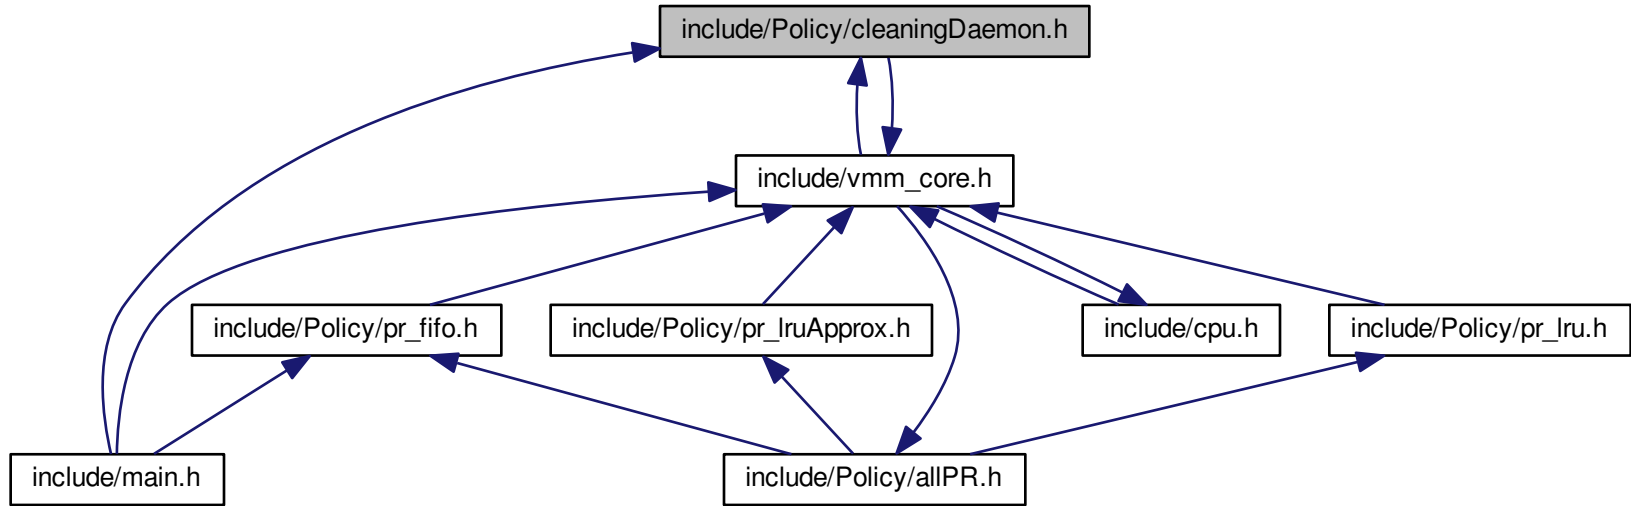 include/Policy/cleaningDaemon.h
include/vmm_core.h
include/Policy/pr_fifo.h
include/Policy/pr_lruApprox.h
include/cpu.h
include/Policy/pr_lru.h
include/main.h
include/Policy/allPR.h